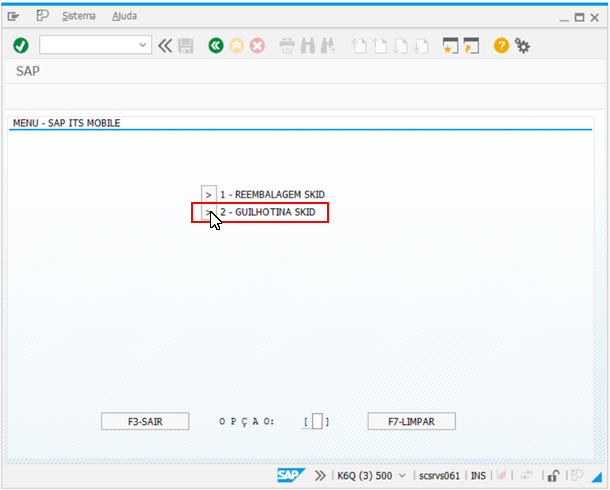 Sistema Ajuda
SAP
MENU - SAP ITS MOBILE
> 1 - REEMBALAGEM SKID
> 2 - GUILHOTINA SKID
F3-SAIR O P Ç A O: [ ] F7-LIMPAR
SAP K6Q (3) 500 scsrvs061 INS